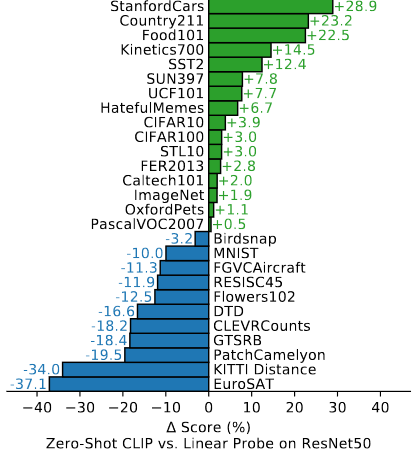 StanfordCars +28.9
Country211 +23.2
Food101 +22.5
Kinetics700 +14.5
SST2 +12.4
SUN397 +7.8
UCF101 +7.7
HatefulMemes +6.7
CIFAR10 +3.9
CIFAR100 +3.0
STL10 +3.0
FER2013 +2.8
Caltech101 +2.0
ImageNet +1.9
OxfordPets +1.1
PascalVOC2007 +0.5
-3.2 Birdsnap
-10.0 MNIST
-11.3 FGVCAircraft
-11.9 RESISC45
-12.5 Flowers102
-16.6 DTD
-18.2 CLEVRCounts
-18.4 GTSRB
-19.5 PatchCamelyon
-34.0 KITTI Distance
-37.1 EuroSAT
−40 −30 −20 −10 0 10 20 30 40
Δ Score (%)
Zero-Shot CLIP vs. Linear Probe on ResNet50